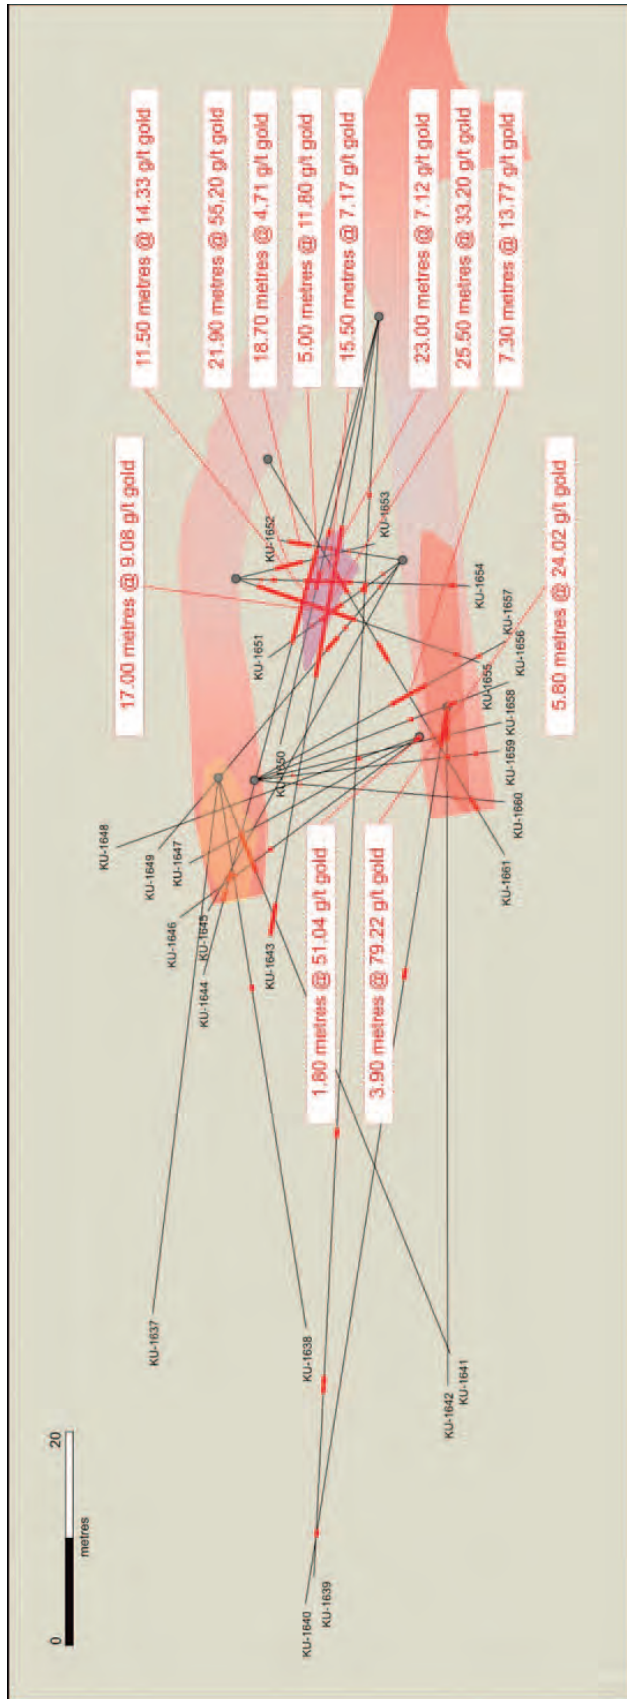 11.50 metres @ 14.33 g/t gold
21.90 metres @ 55.20 g/t gold
18.70 metres @ 4.71 g/t gold
5.00 metres @ 11.80 g/t gold
15.50 metres @ 7.17 g/t gold
23.00 metres @ 7.12 g/t gold
25.50 metres @ 33.20 g/t gold
7.30 metres @ 13.77 g/t gold
17.00 metres @ 9.08 g/t gold
5.80 metres @ 24.02 g/t gold
1.80 metres @ 51.04 g/t gold
3.90 metres @ 79.22 g/t gold
KU-1652
KU-1653
KU-1651
KU-1654
KU-1657
KU-1656
KU-1655
KU-1658
KU-1650
KU-1659
KU-1660
KU-1648
KU-1649
KU-1647
KU-1661
KU-1646
KU-1645
KU-1644
KU-1643
KU-1637
KU-1638
KU-1642
KU-1641
KU-1640
KU-1639
0
20
metres